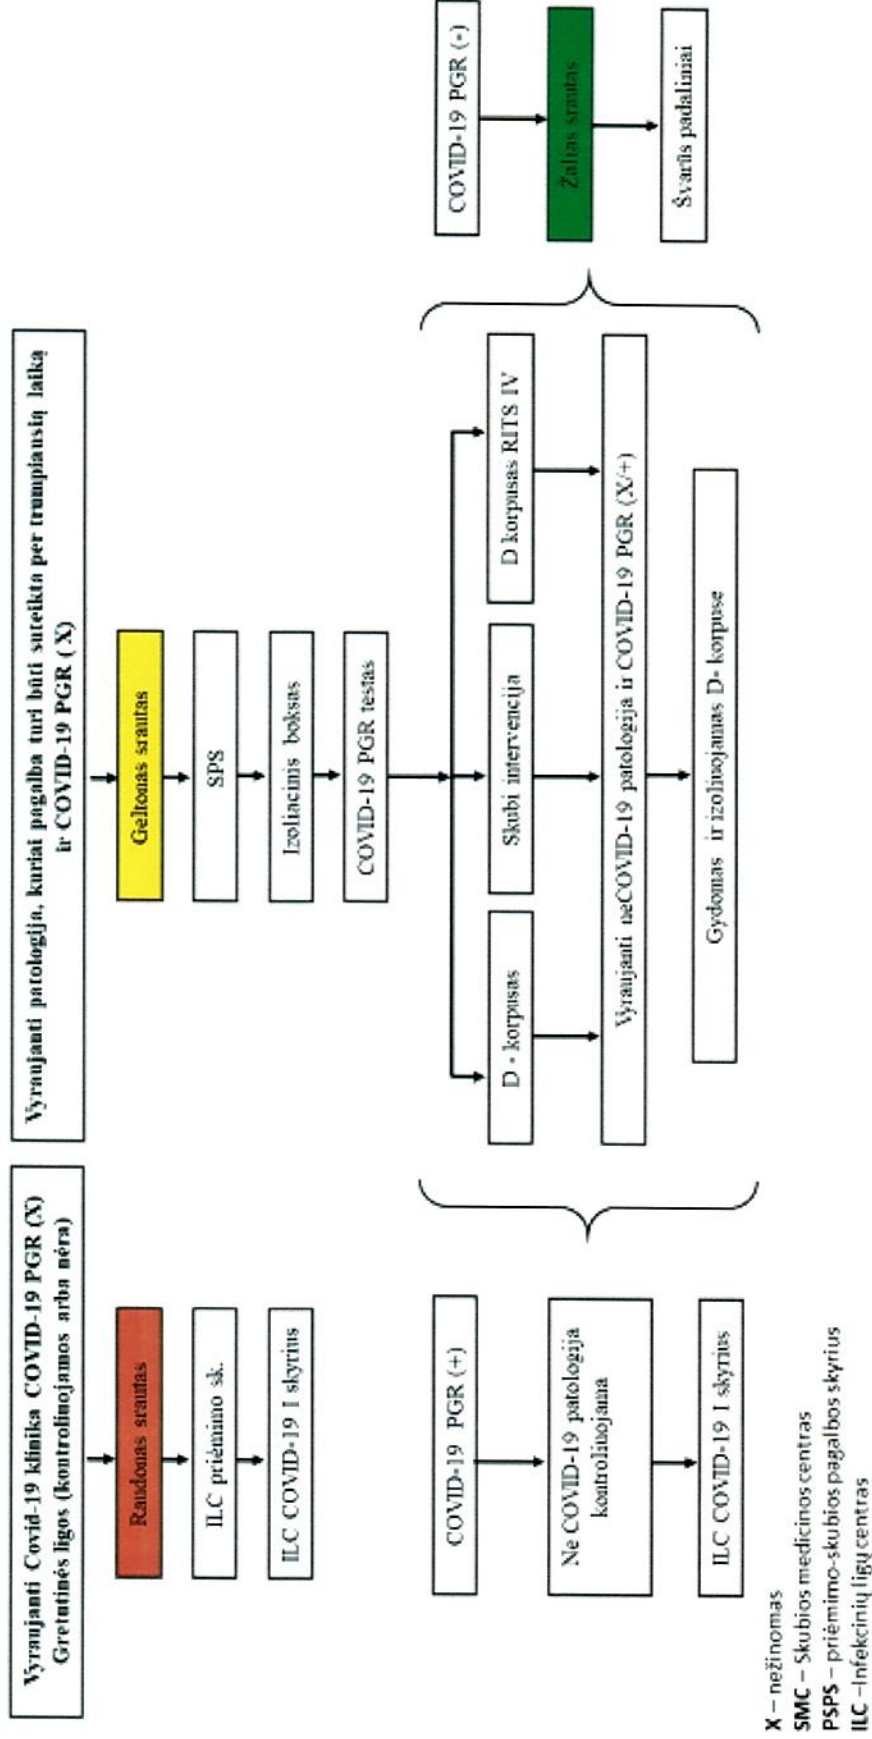 Vyraujanti Covid-19 klinika COVID-19 PGR (X)
Gretutinės ligos (kontroliuojamos arba nėra)
Raudonas srautas
ILC priėmimo sk.
ILC COVID-19 I skyrius
Vyraujanti patologija, kuriai pagalba turi būti suteikta per trumpiausią laiką
ir COVID-19 PGR ( X)
Geltonas srautas
SPS
Izoliacinis boksas
COVID-19 PGR testas
D - korpusas
Skubi intervencija
D korpusas RITS IV
Vyraujanti neCOVID-19 patologija ir COVID-19 PGR (X/+)
Gydomas ir izoliuojamas D- korpuse
COVID-19 PGR (+)
Ne COVID-19 patologija
kontroliuojama
ILC COVID-19 I skyrius
COVID-19 PGR (-)
Žalias srautas
Švarūs padaliniai
X – nežinomas
SMC – Skubios medicinos centras
PSPS – priėmimo-skubios pagalbos skyrius
ILC –Infekcinių ligų centras